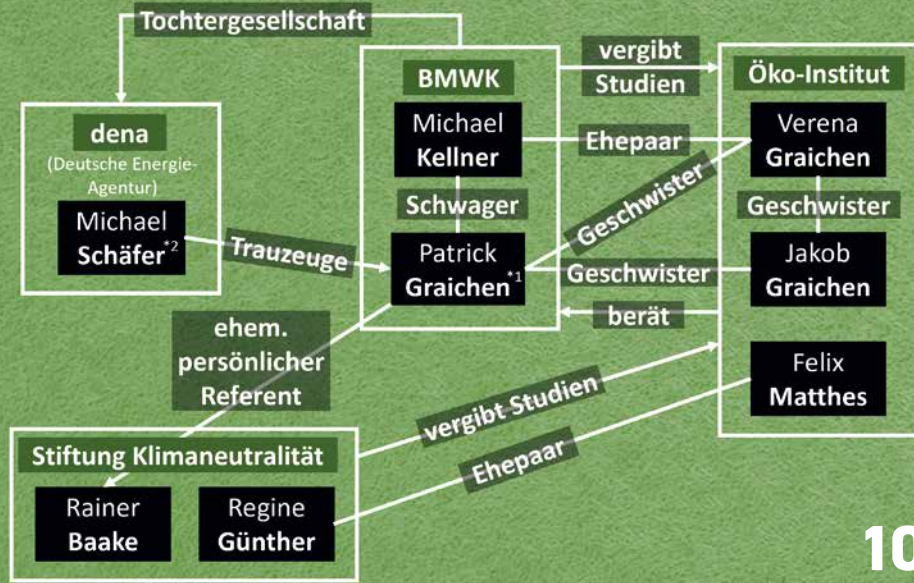 Tochtergesellschaft
dena
(Deutsche Energie-
Agentur)
Michael
Schäfer*2
Trauzeuge
BMWK
Michael
Kellner
Schwager
Patrick
Graichen*1
vergibt
Studien
Ehepaar
Geschwister
Geschwister
berät
Öko-Institut
Verena
Graichen
Geschwister
Jakob
Graichen
Felix
Matthes
ehem.
persönlicher
Referent
vergibt Studien
Ehepaar
Stiftung Klimaneutralität
Rainer
Baake
Regine
Günther
10